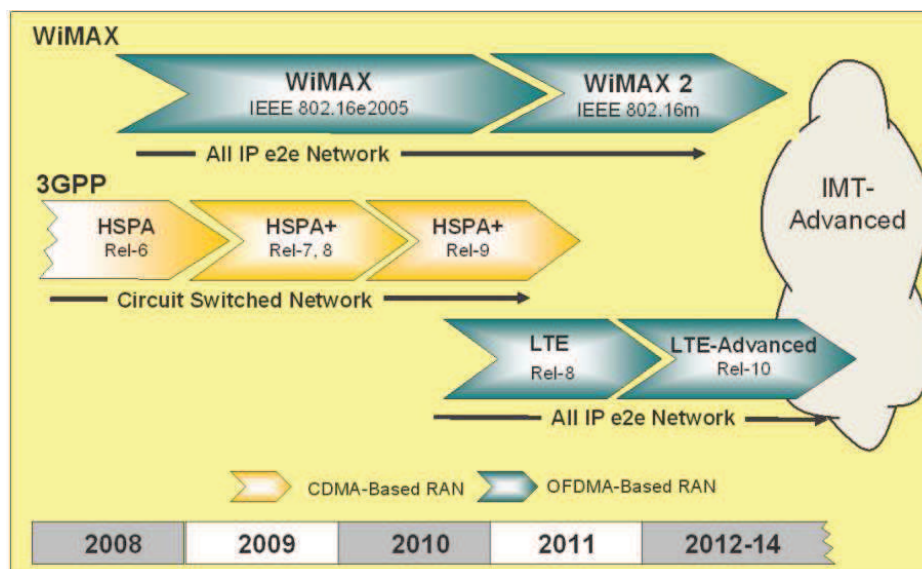 WiMAX
WiMAX
IEEE 802.16e2005
WiMAX 2
IEEE 802.16m
All IP e2e Network
3GPP
HSPA
Rel-6
HSPA+
Rel-7, 8
HSPA+
Rel-9
Circuit Switched Network
IMT-
Advanced
LTE
Rel-8
LTE-Advanced
Rel-10
All IP e2e Network
CDMA-Based RAN
OFDMA-Based RAN
2008
2009
2010
2011
2012-14